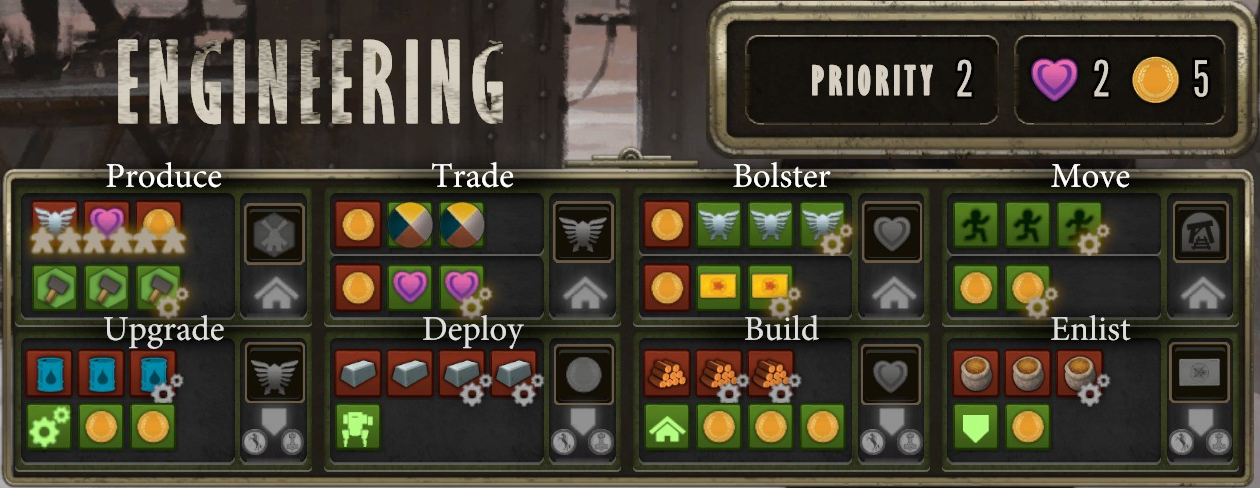 ENGINEERING
PRIORITY 2
2 5
Produce Trade Bolster Move
Upgrade Deploy Build Enlist